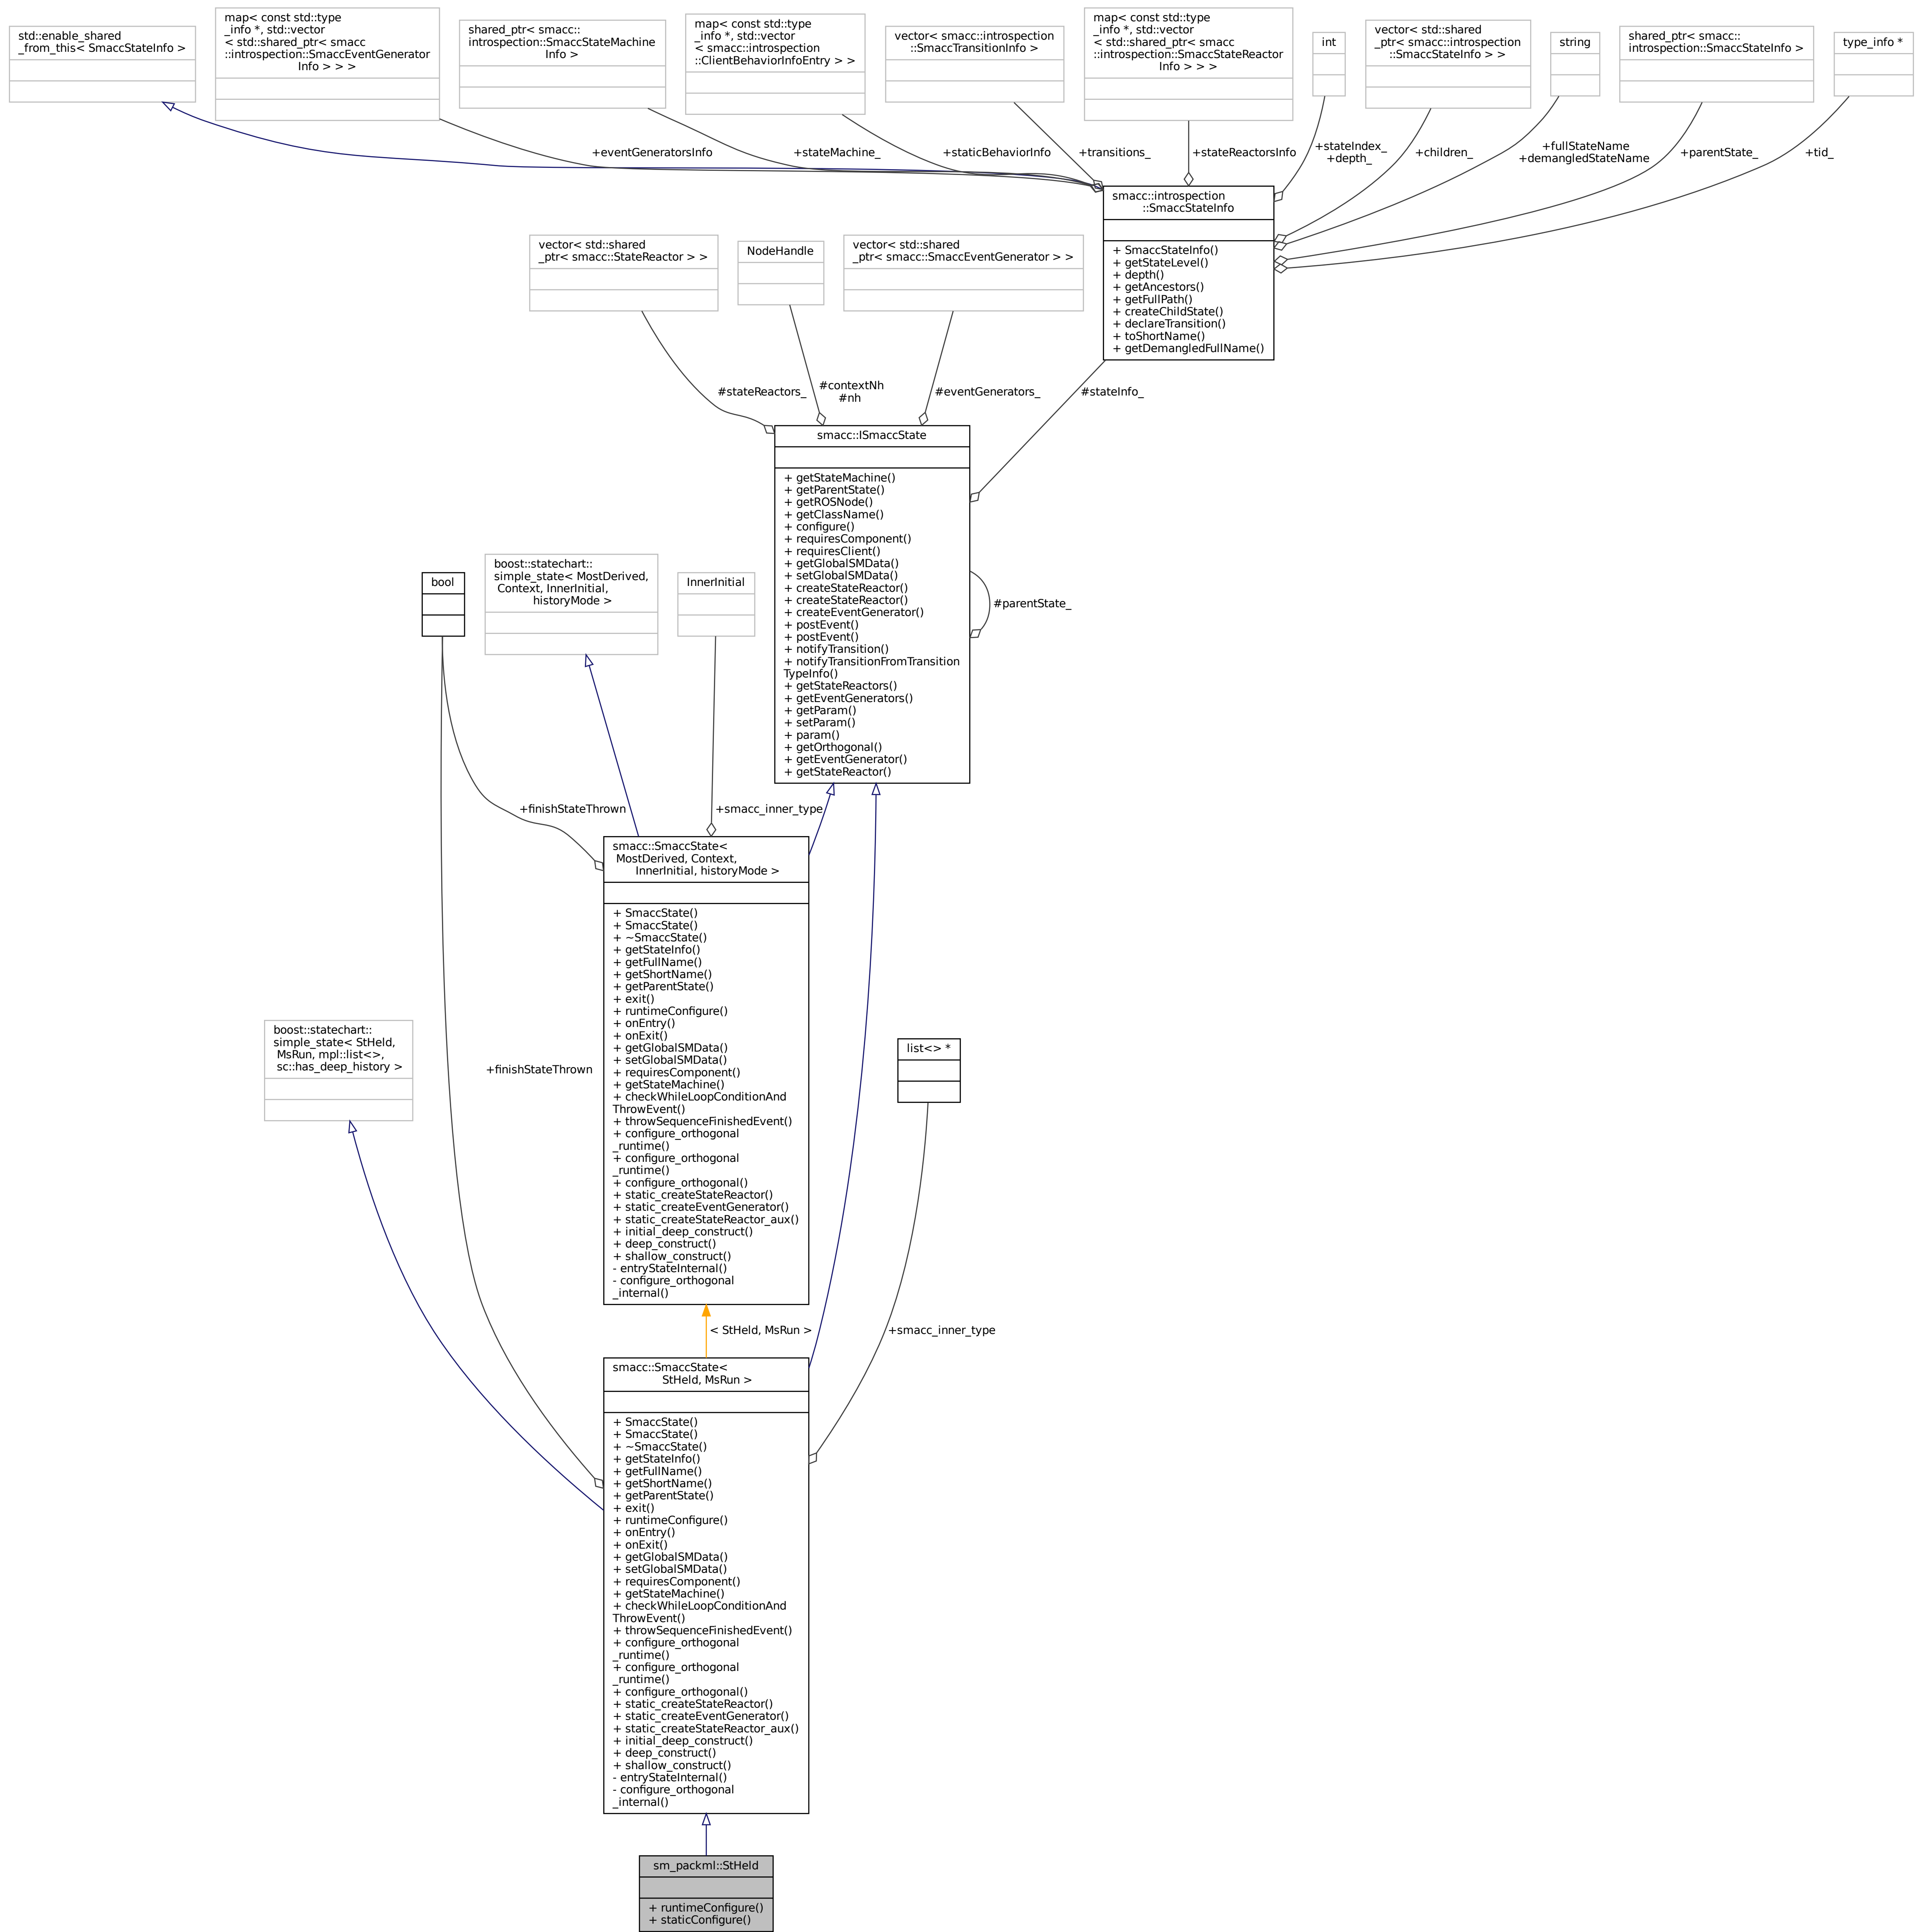 std::enable_shared
_from_this< SmaccStateInfo >
map< const std::type
_info *, std::vector
< std::shared_ptr< smacc
::introspection::SmaccEventGenerator
Info > > >
shared_ptr< smacc::
introspection::SmaccStateMachine
Info >
map< const std::type
_info *, std::vector
< smacc::introspection
::ClientBehaviorInfoEntry > >
vector< smacc::introspection
::SmaccTransitionInfo >
map< const std::type
_info *, std::vector
< std::shared_ptr< smacc
::introspection::SmaccStateReactor
Info > > >
int
vector< std::shared
_ptr< smacc::introspection
::SmaccStateInfo > >
string
shared_ptr< smacc::
introspection::SmaccStateInfo >
type_info *
+eventGeneratorsInfo
+stateMachine_
+staticBehaviorInfo
+transitions_
+stateReactorsInfo
+stateIndex_
+depth_
+children_
+fullStateName
+demangledStateName
+parentState_
+tid_
smacc::introspection
::SmaccStateInfo
+ SmaccStateInfo()
+ getStateLevel()
+ depth()
+ getAncestors()
+ getFullPath()
+ createChildState()
+ declareTransition()
+ toShortName()
+ getDemangledFullName()
vector< std::shared
_ptr< smacc::StateReactor > >
NodeHandle
vector< std::shared
_ptr< smacc::SmaccEventGenerator > >
#stateReactors_
#contextNh
#nh
#eventGenerators_
#stateInfo_
smacc::ISmaccState
+ getStateMachine()
+ getParentState()
+ getROSNode()
+ getClassName()
+ configure()
+ requiresComponent()
+ requiresClient()
+ getGlobalSMData()
+ setGlobalSMData()
+ createStateReactor()
+ createStateReactor()
+ createEventGenerator()
+ postEvent()
+ postEvent()
+ notifyTransition()
+ notifyTransitionFromTransition
TypeInfo()
+ getStateReactors()
+ getEventGenerators()
+ getParam()
+ setParam()
+ param()
+ getOrthogonal()
+ getEventGenerator()
+ getStateReactor()
#parentState_
bool
boost::statechart::
simple_state< MostDerived,
Context, InnerInitial,
historyMode >
InnerInitial
+finishStateThrown
+smacc_inner_type
smacc::SmaccState<
MostDerived, Context,
InnerInitial, historyMode >
+ SmaccState()
+ SmaccState()
+ ~SmaccState()
+ getStateInfo()
+ getFullName()
+ getShortName()
+ getParentState()
+ exit()
+ runtimeConfigure()
+ onEntry()
+ onExit()
+ getGlobalSMData()
+ setGlobalSMData()
+ requiresComponent()
+ getStateMachine()
+ checkWhileLoopConditionAnd
ThrowEvent()
+ throwSequenceFinishedEvent()
+ configure_orthogonal
_runtime()
+ configure_orthogonal
_runtime()
+ configure_orthogonal()
+ static_createStateReactor()
+ static_createEventGenerator()
+ static_createStateReactor_aux()
+ initial_deep_construct()
+ deep_construct()
+ shallow_construct()
- entryStateInternal()
- configure_orthogonal
_internal()
boost::statechart::
simple_state< StHeld,
MsRun, mpl::list<>,
sc::has_deep_history >
+finishStateThrown
list<> *
< StHeld, MsRun >
+smacc_inner_type
smacc::SmaccState<
StHeld, MsRun >
+ SmaccState()
+ SmaccState()
+ ~SmaccState()
+ getStateInfo()
+ getFullName()
+ getShortName()
+ getParentState()
+ exit()
+ runtimeConfigure()
+ onEntry()
+ onExit()
+ getGlobalSMData()
+ setGlobalSMData()
+ requiresComponent()
+ getStateMachine()
+ checkWhileLoopConditionAnd
ThrowEvent()
+ throwSequenceFinishedEvent()
+ configure_orthogonal
_runtime()
+ configure_orthogonal
_runtime()
+ configure_orthogonal()
+ static_createStateReactor()
+ static_createEventGenerator()
+ static_createStateReactor_aux()
+ initial_deep_construct()
+ deep_construct()
+ shallow_construct()
- entryStateInternal()
- configure_orthogonal
_internal()
sm_packml::StHeld
+ runtimeConfigure()
+ staticConfigure()